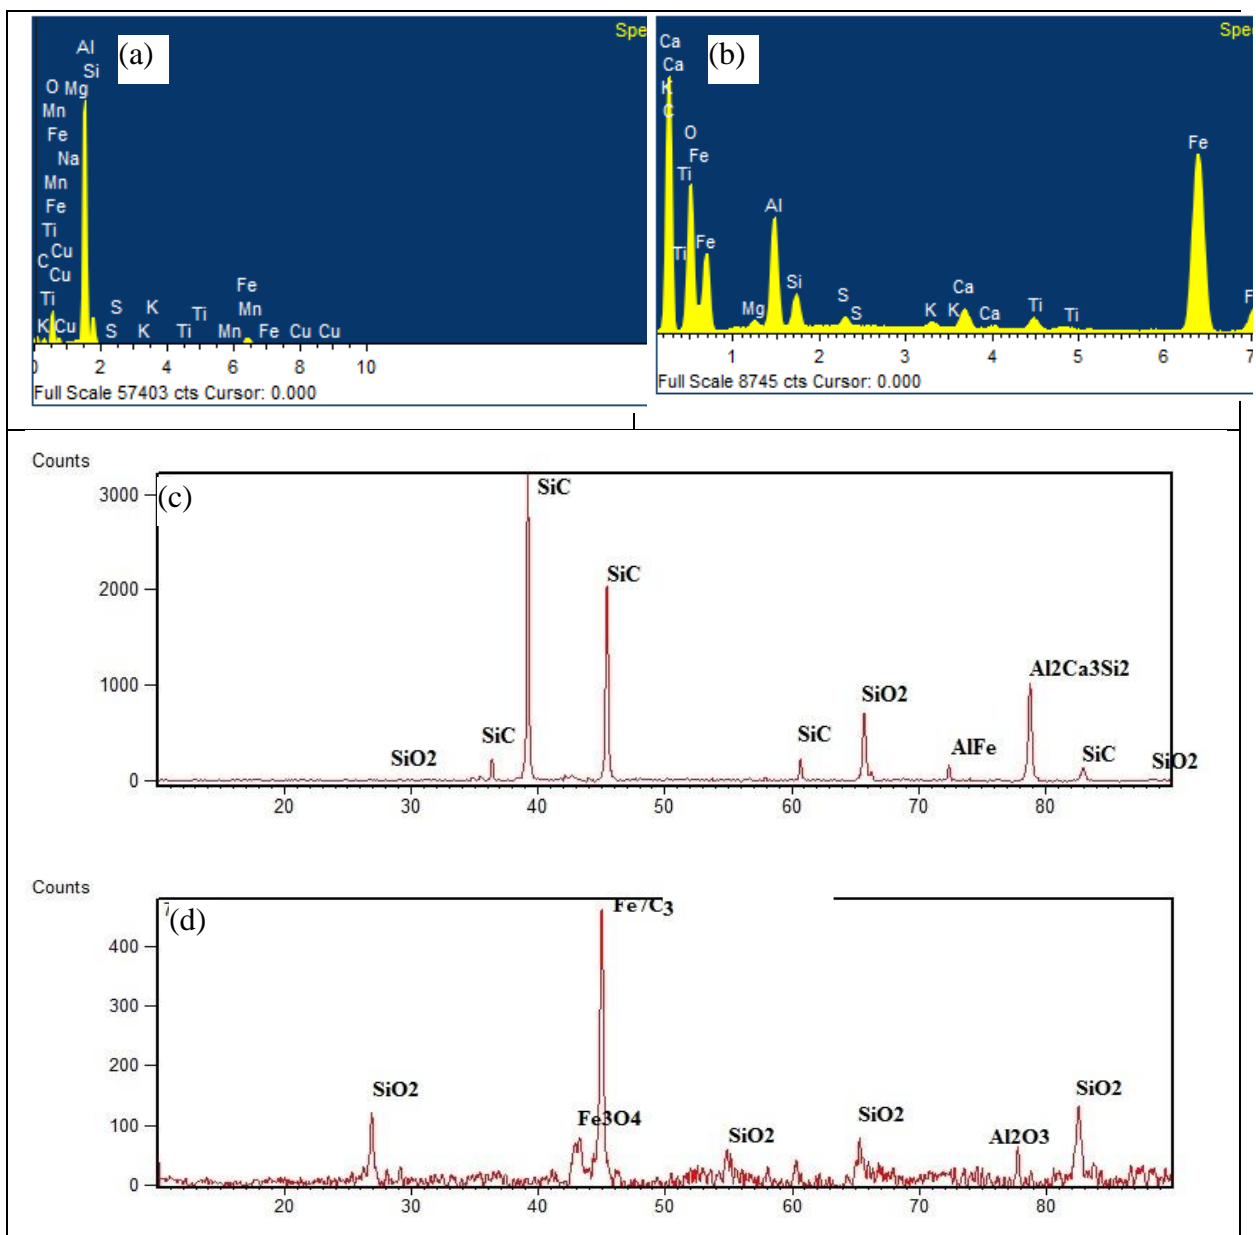 (a)
Spe
Al
Si
O Mg
Mn
Fe
Na
Mn
Fe
Ti
Cu
C
Cu
Ti
K Cu
S K Ti
S K Ti
Fe
Mn
Mn Fe Cu Cu
0 2 4 6 8 10
Full Scale 57403 cts Cursor: 0.000
(b)
Spec
Ca
Ca
K
C
O
Ti Fe
Ti Fe
Al
Mg Si
S
S
K K
Ca
Ca
Ti Ti
Fe
F
1 2 3 4 5 6 7
Full Scale 8745 cts Cursor: 0.000
Counts
(c)
3000
2000
1000
0
SiO2
SiC
SiC
SiC
SiC
SiO2
AlFe
Al2Ca3Si2
SiC
SiO2
20 30 40 50 60 70 80
Counts
(d)
400
300
200
100
0
SiO2
Fe3O4
Fe7C3
SiO2
SiO2
Al2O3
SiO2
20 30 40 50 60 70 80